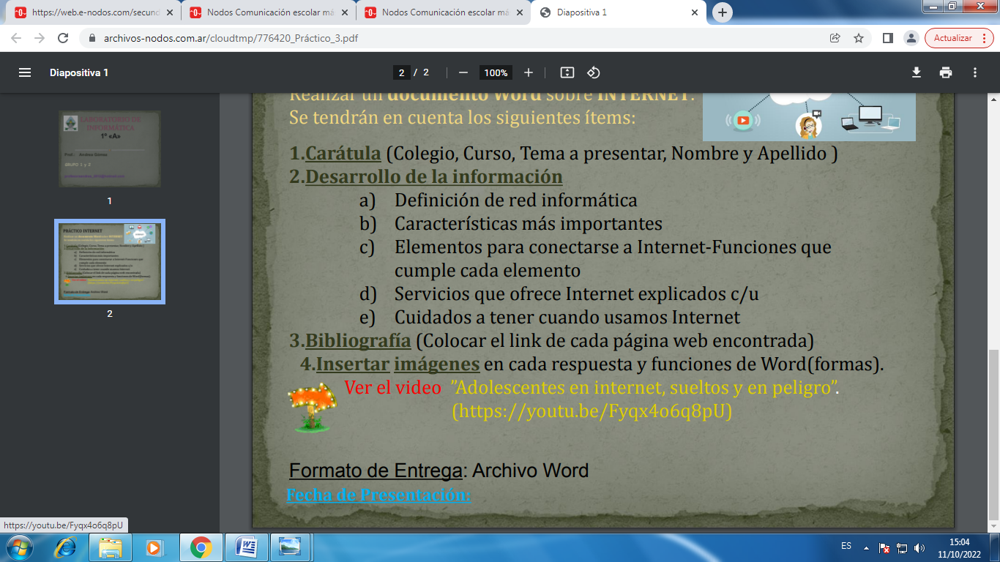 https://web.e-nodos.com/secund
Nodos Comunicación escolar má
Nodos Comunicación escolar má
Diapositiva 1
archivos-nodos.com.ar/cloudtmp/776420_Práctico_3.pdf
Actualizar
Diapositiva 1
2 / 2
100%
LABORATORIO DE
INFORMÁTICA
1º «A»
Prof.: Andrea Gómez
GRUPO 1 y 2
1
PRÁCTICO INTERNET
2
Realizar un documento Word sobre INTERNET.
Se tendrán en cuenta los siguientes ítems:
1.Carátula (Colegio, Curso, Tema a presentar, Nombre y Apellido )
2.Desarrollo de la información
a) Definición de red informática
b) Características más importantes
c) Elementos para conectarse a Internet-Funciones que
cumple cada elemento
d) Servicios que ofrece Internet explicados c/u
e) Cuidados a tener cuando usamos Internet
3.Bibliografía (Colocar el link de cada página web encontrada)
4.Insertar imágenes en cada respuesta y funciones de Word(formas).
Ver el video ”Adolescentes en internet, sueltos y en peligro”.
(https://youtu.be/Fyqx4o6q8pU)
Formato de Entrega: Archivo Word
Fecha de Presentación:
https://youtu.be/Fyqx4o6q8pU
ES
15:04
11/10/2022